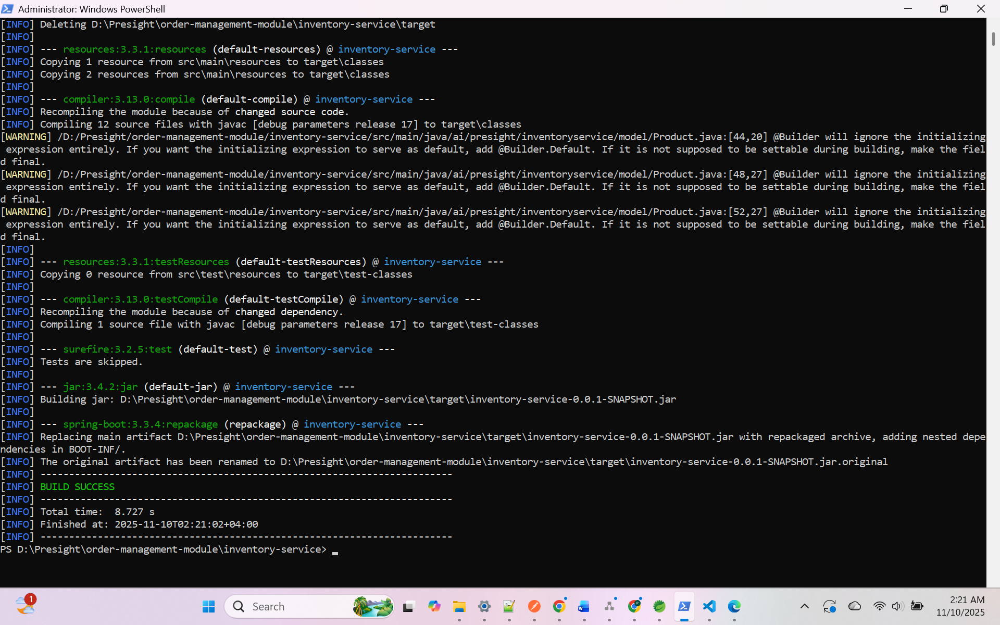 Administrator: Windows PowerShell
[INFO] Deleting D:\Presight\order-management-module\inventory-service\target
[INFO]
[INFO] --- resources:3.3.1:resources (default-resources) @ inventory-service ---
[INFO] Copying 1 resource from src\main\resources to target\classes
[INFO] Copying 2 resources from src\main\resources to target\classes
[INFO]
[INFO] --- compiler:3.13.0:compile (default-compile) @ inventory-service ---
[INFO] Recompiling the module because of changed source code.
[INFO] Compiling 12 source files with javac [debug parameters release 17] to target\classes
[WARNING] /D:/Presight/order-management-module/inventory-service/src/main/java/ai/presight/inventoryservice/model/Product.java:[44,20] @Builder will ignore the initializing
 expression entirely. If you want the initializing expression to serve as default, add @Builder.Default. If it is not supposed to be settable during building, make the fiel
d final.
[WARNING] /D:/Presight/order-management-module/inventory-service/src/main/java/ai/presight/inventoryservice/model/Product.java:[48,27] @Builder will ignore the initializing
 expression entirely. If you want the initializing expression to serve as default, add @Builder.Default. If it is not supposed to be settable during building, make the fiel
d final.
[WARNING] /D:/Presight/order-management-module/inventory-service/src/main/java/ai/presight/inventoryservice/model/Product.java:[52,27] @Builder will ignore the initializing
 expression entirely. If you want the initializing expression to serve as default, add @Builder.Default. If it is not supposed to be settable during building, make the fiel
d final.
[INFO]
[INFO] --- resources:3.3.1:testResources (default-testResources) @ inventory-service ---
[INFO] Copying 0 resource from src\test\resources to target\test-classes
[INFO]
[INFO] --- compiler:3.13.0:testCompile (default-testCompile) @ inventory-service ---
[INFO] Recompiling the module because of changed dependency.
[INFO] Compiling 1 source file with javac [debug parameters release 17] to target\test-classes
[INFO]
[INFO] --- surefire:3.2.5:test (default-test) @ inventory-service ---
[INFO] Tests are skipped.
[INFO]
[INFO] --- jar:3.4.2:jar (default-jar) @ inventory-service ---
[INFO] Building jar: D:\Presight\order-management-module\inventory-service\target\inventory-service-0.0.1-SNAPSHOT.jar
[INFO]
[INFO] --- spring-boot:3.3.4:repackage (repackage) @ inventory-service ---
[INFO] Replacing main artifact D:\Presight\order-management-module\inventory-service\target\inventory-service-0.0.1-SNAPSHOT.jar with repackaged archive, adding nested depe
ndencies in BOOT-INF/.
[INFO] The original artifact has been renamed to D:\Presight\order-management-module\inventory-service\target\inventory-service-0.0.1-SNAPSHOT.jar.original
[INFO] ------------------------------------------------------------------------
[INFO] BUILD SUCCESS
[INFO] ------------------------------------------------------------------------
[INFO] Total time:  8.727 s
[INFO] Finished at: 2025-11-10T02:21:02+04:00
[INFO] ------------------------------------------------------------------------
PS D:\Presight\order-management-module\inventory-service>
1
Search
2:21 AM
11/10/2025